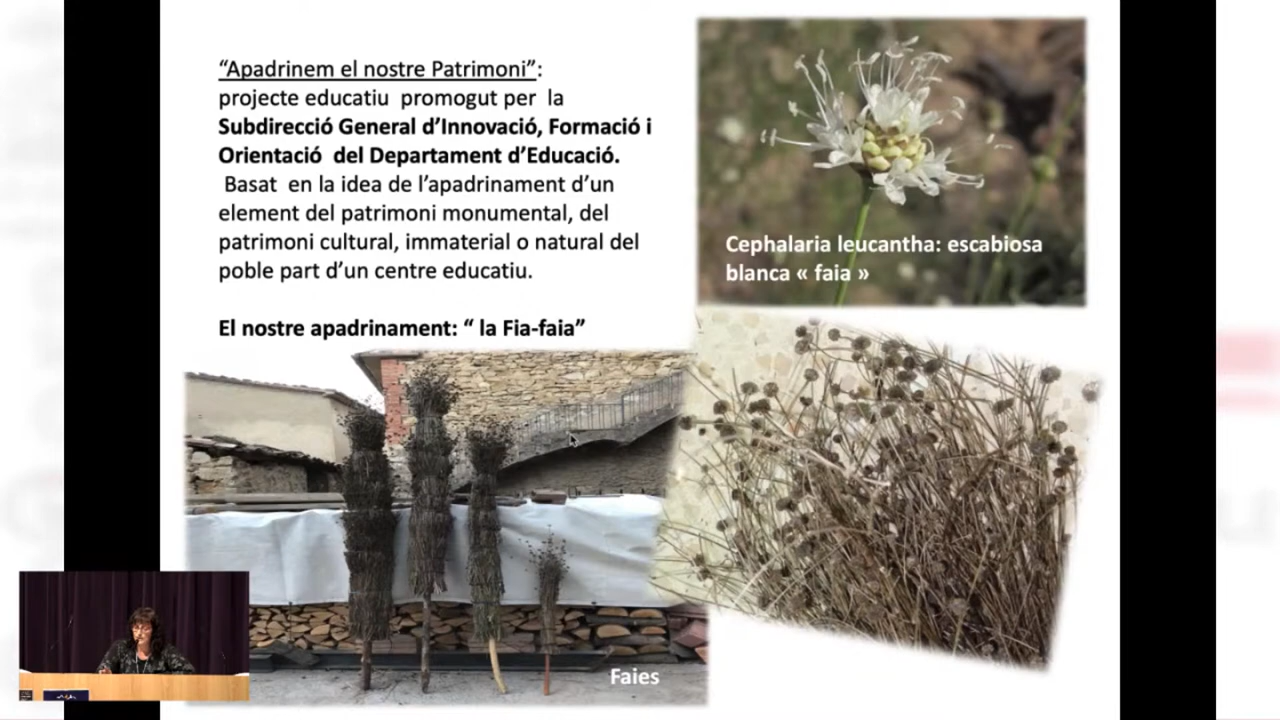 “Apadrinem el nostre Patrimoni”:
projecte educatiu promogut per la
Subdirecció General d’Innovació, Formació i
Orientació del Departament d’Educació.
Basat en la idea de l’apadrinament d’un
element del patrimoni monumental, del
patrimoni cultural, immaterial o natural del
poble part d’un centre educatiu.
El nostre apadrinament: “ la Fia-faia”
Cephalaria leucantha: escabiosa
blanca « faia »
Faies